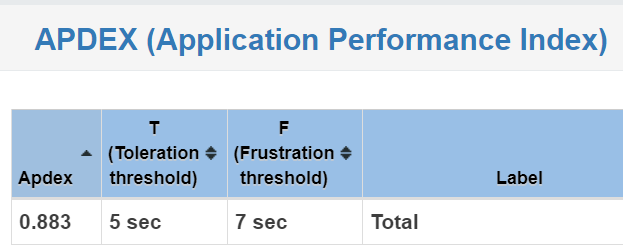 APDEX (Application Performance Index)
Apdex
T
(Toleration
threshold)
F
(Frustration
threshold)
Label
0.883 5 sec 7 sec Total